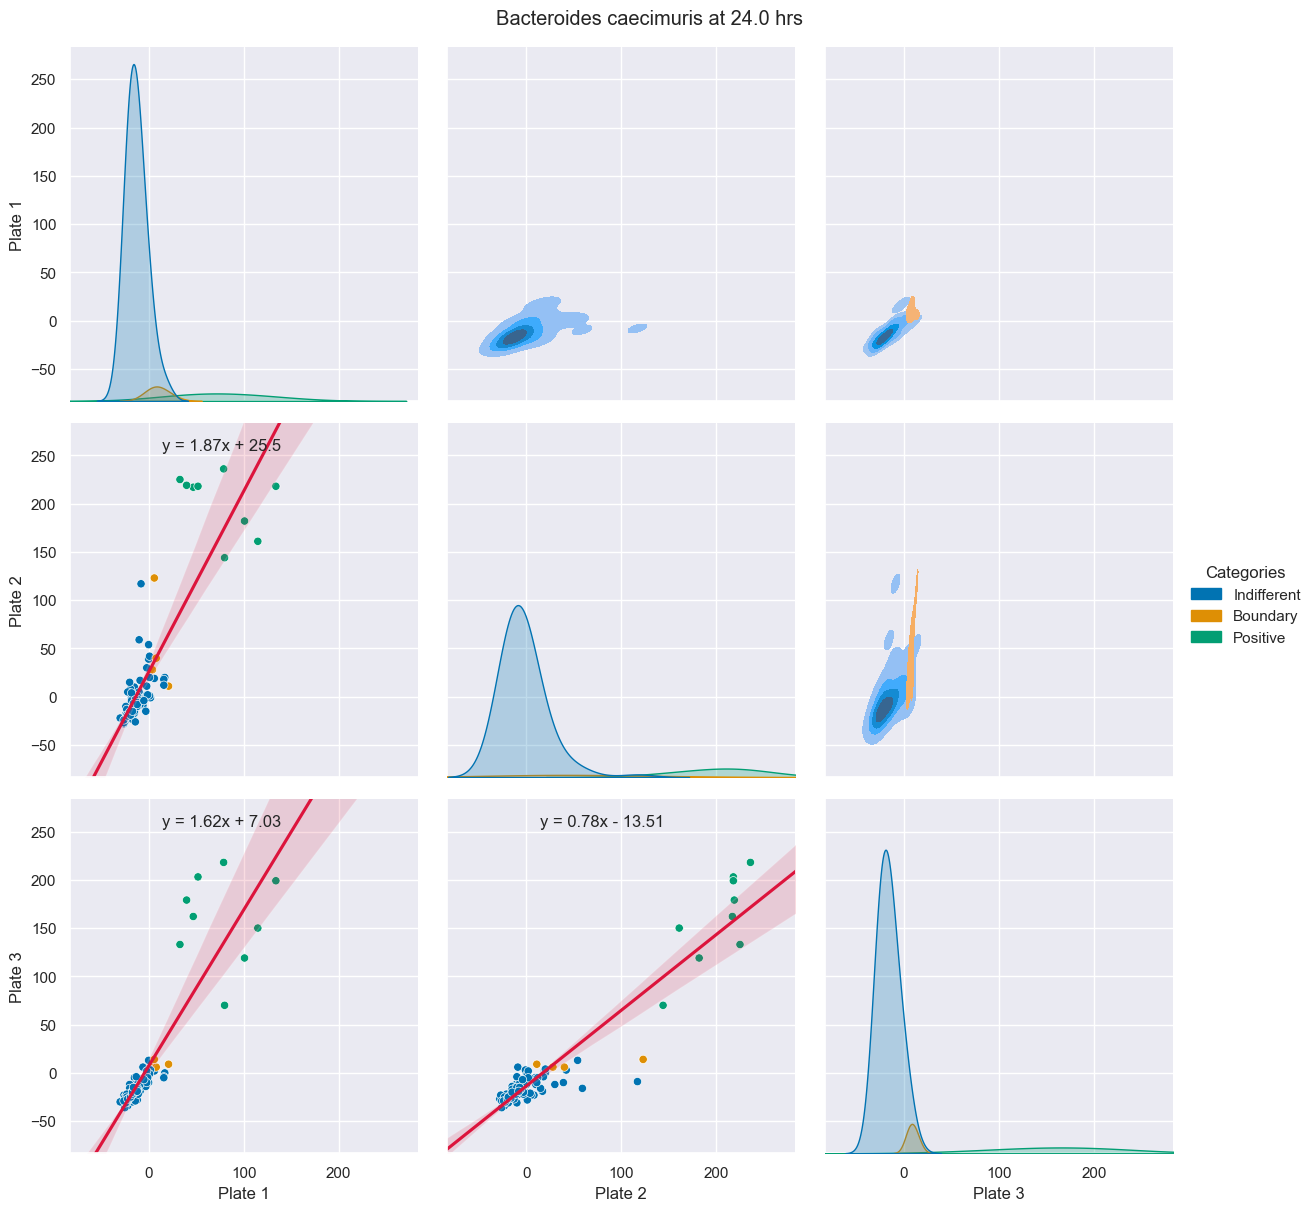 Bacteroides caecimuris at 24.0 hrs
250
200
150
100
50
0
−50
Plate 1
y = 1.87x + 25.5
250
200
150
100
50
0
−50
Plate 2
Categories
Indifferent
Boundary
Positive
y = 1.62x + 7.03
y = 0.78x - 13.51
250
200
150
100
50
0
−50
Plate 3
0 100 200
0 100 200
0 100 200
Plate 1
Plate 2
Plate 3